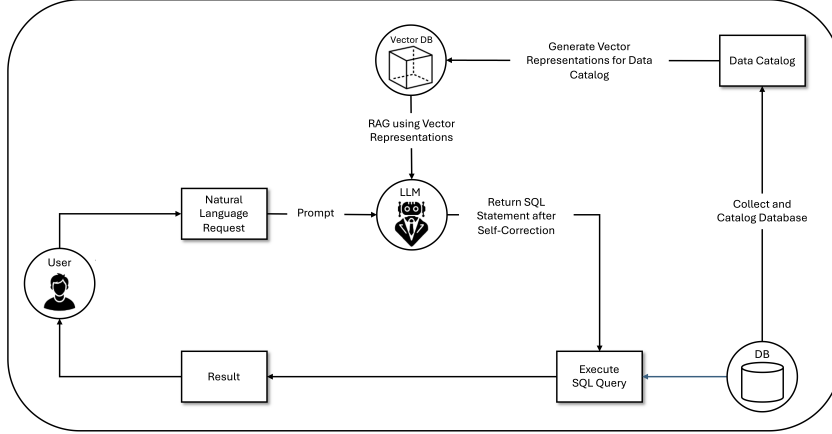 Vector DB
Generate Vector
Representations for Data
Catalog
Data Catalog
RAG using Vector
Representations
Natural
Language
Request
Prompt
LLM
Return SQL
Statement after
Self-Correction
Collect and
Catalog Database
User
Result
Execute
SQL Query
DB